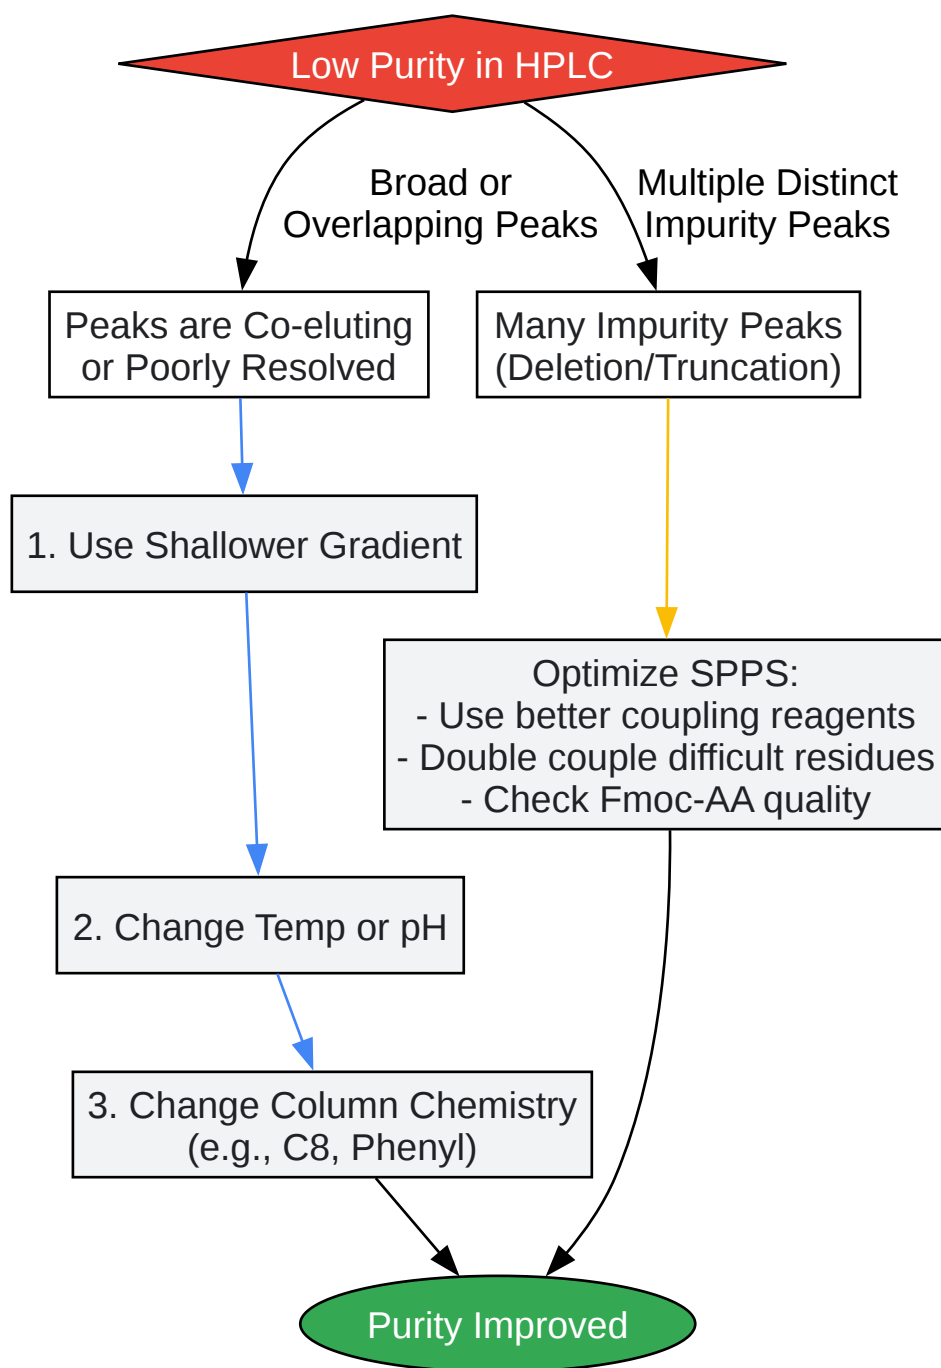 Low Purity in HPLC
Broad or
Overlapping Peaks
Multiple Distinct
Impurity Peaks
Peaks are Co-eluting
or Poorly Resolved
Many Impurity Peaks
(Deletion/Truncation)
1. Use Shallower Gradient
Optimize SPPS:
- Use better coupling reagents
- Double couple difficult residues
- Check Fmoc-AA quality
2. Change Temp or pH
3. Change Column Chemistry
(e.g., C8, Phenyl)
Purity Improved